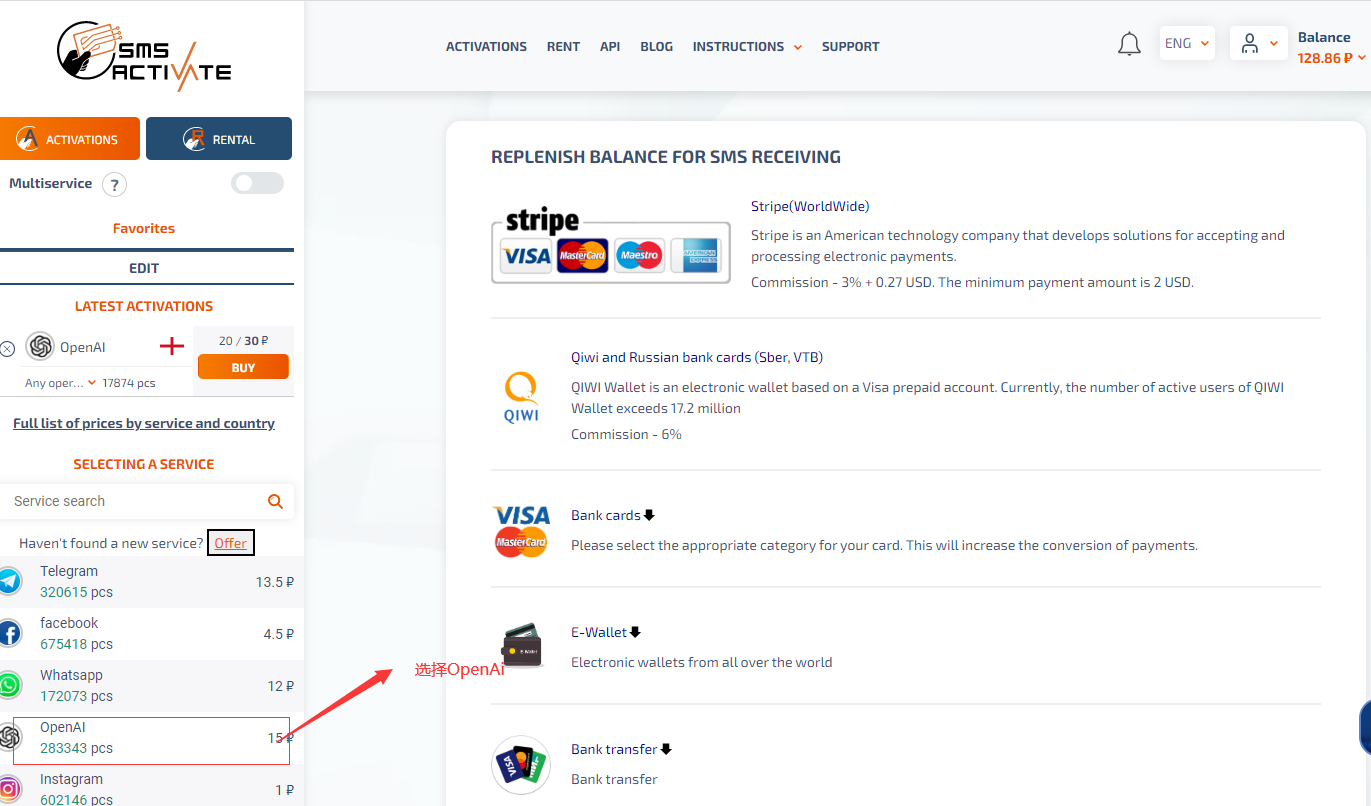 SMS
ACTIVATE
ACTIVATIONS
RENT
API
BLOG
INSTRUCTIONS
SUPPORT
ENG
Balance
128.86 ₽
ACTIVATIONS
RENTAL
Multiservice ?
Favorites
EDIT
LATEST ACTIVATIONS
OpenAI
20 / 30 ₽
BUY
Any oper... 17874 pcs
Full list of prices by service and country
SELECTING A SERVICE
Service search
Haven't found a new service? Offer
Telegram
320615 pcs
13.5 ₽
facebook
675418 pcs
4.5 ₽
Whatsapp
172073 pcs
12 ₽
OpenAI
283343 pcs
15 ₽
Instagram
602146 pcs
1 ₽
REPLENISH BALANCE FOR SMS RECEIVING
stripe
VISA
MasterCard
Maestro
AMERICAN
EXPRESS
Stripe(WorldWide)
Stripe is an American technology company that develops solutions for accepting and
processing electronic payments.
Commission - 3% + 0.27 USD. The minimum payment amount is 2 USD.
QIWI
Qiwi and Russian bank cards (Sber, VTB)
QIWI Wallet is an electronic wallet based on a Visa prepaid account. Currently, the number of active users of QIWI
Wallet exceeds 17.2 million
Commission - 6%
VISA
MasterCard
Bank cards
Please select the appropriate category for your card. This will increase the conversion of payments.
E-Wallet
E-Wallet
Electronic wallets from all over the world
选择OpenAi
VISA
Bank transfer
Bank transfer